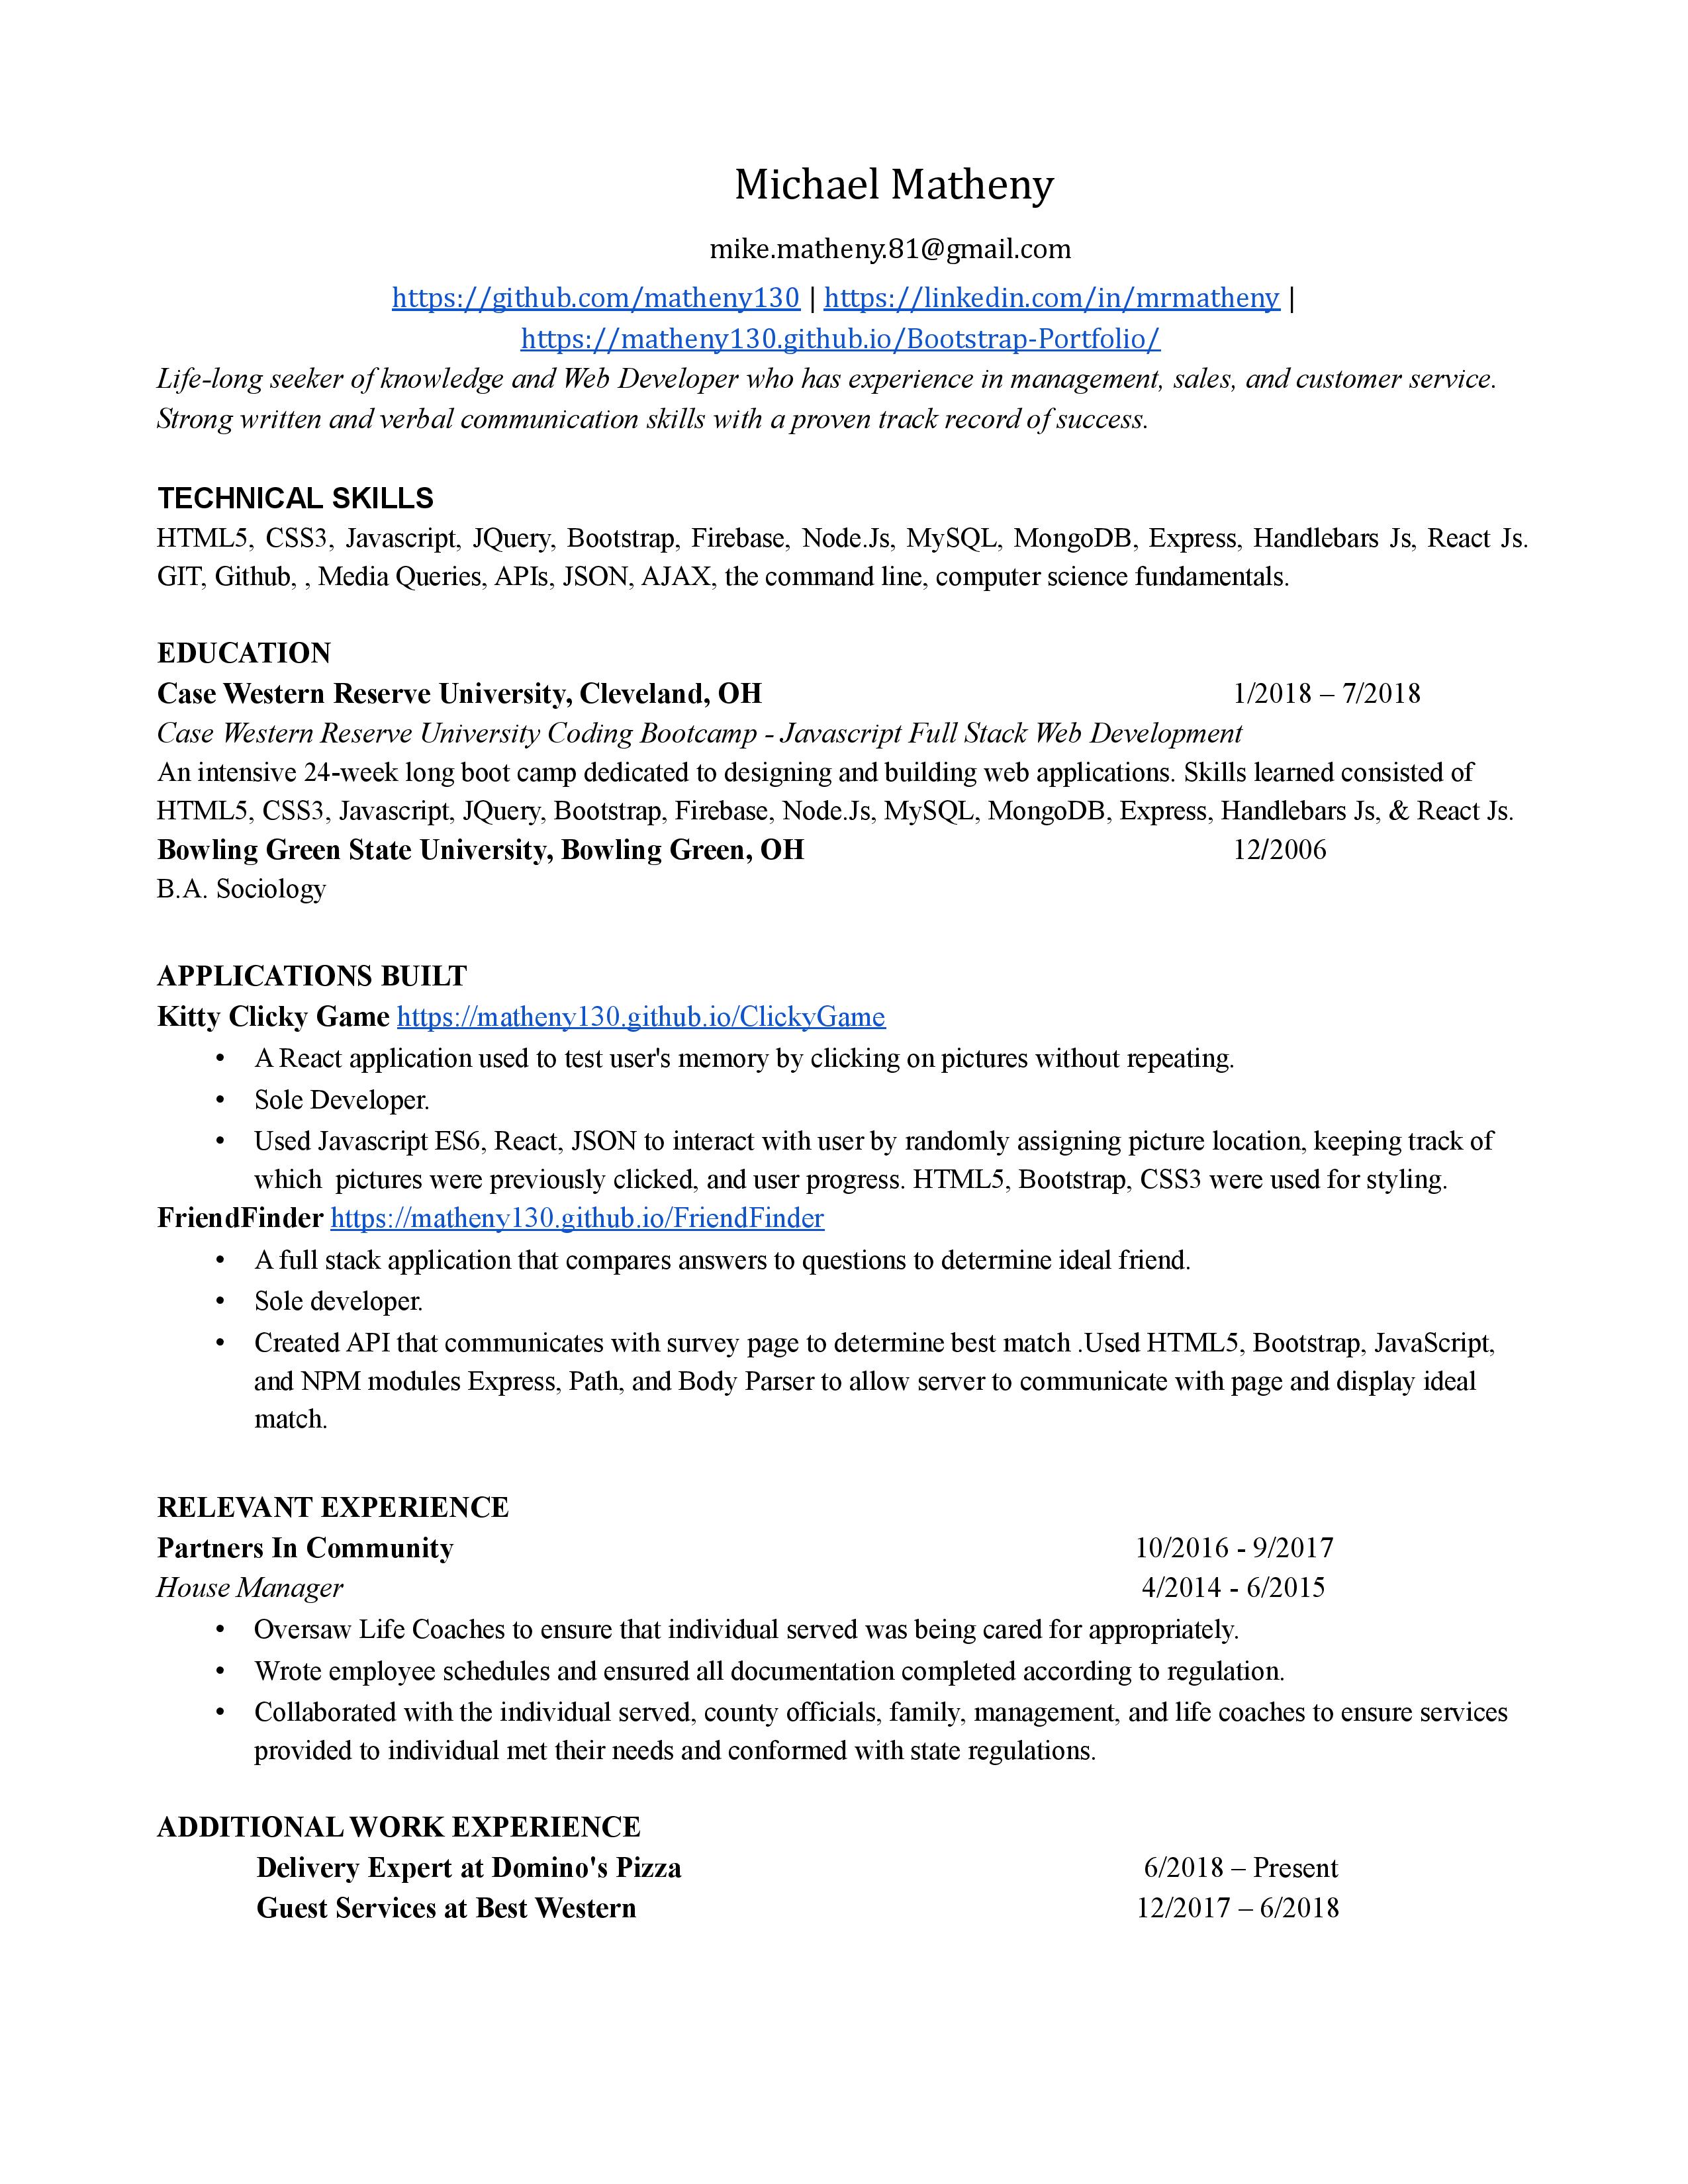 Michael Matheny
mike.matheny.81@gmail.com
https://github.com/matheny130 | https://linkedin.com/in/mrmatheny |
https://matheny130.github.io/Bootstrap-Portfolio/
Life-long seeker of knowledge and Web Developer who has experience in management, sales, and customer service.
Strong written and verbal communication skills with a proven track record of success.
TECHNICAL SKILLS
HTML5, CSS3, Javascript, JQuery, Bootstrap, Firebase, Node.Js, MySQL, MongoDB, Express, Handlebars Js, React Js.
GIT, Github, , Media Queries, APIs, JSON, AJAX, the command line, computer science fundamentals.
EDUCATION
Case Western Reserve University, Cleveland, OH 1/2018 – 7/2018
Case Western Reserve University Coding Bootcamp - Javascript Full Stack Web Development
An intensive 24-week long boot camp dedicated to designing and building web applications. Skills learned consisted of
HTML5, CSS3, Javascript, JQuery, Bootstrap, Firebase, Node.Js, MySQL, MongoDB, Express, Handlebars Js, & React Js.
Bowling Green State University, Bowling Green, OH 12/2006
B.A. Sociology
APPLICATIONS BUILT
Kitty Clicky Game https://matheny130.github.io/ClickyGame
• A React application used to test user's memory by clicking on pictures without repeating.
• Sole Developer.
• Used Javascript ES6, React, JSON to interact with user by randomly assigning picture location, keeping track of
which pictures were previously clicked, and user progress. HTML5, Bootstrap, CSS3 were used for styling.
FriendFinder https://matheny130.github.io/FriendFinder
• A full stack application that compares answers to questions to determine ideal friend.
• Sole developer.
• Created API that communicates with survey page to determine best match .Used HTML5, Bootstrap, JavaScript,
and NPM modules Express, Path, and Body Parser to allow server to communicate with page and display ideal
match.
RELEVANT EXPERIENCE
Partners In Community 10/2016 - 9/2017
House Manager 4/2014 - 6/2015
• Oversaw Life Coaches to ensure that individual served was being cared for appropriately.
• Wrote employee schedules and ensured all documentation completed according to regulation.
• Collaborated with the individual served, county officials, family, management, and life coaches to ensure services
provided to individual met their needs and conformed with state regulations.
ADDITIONAL WORK EXPERIENCE
Delivery Expert at Domino's Pizza 6/2018 – Present
Guest Services at Best Western 12/2017 – 6/2018